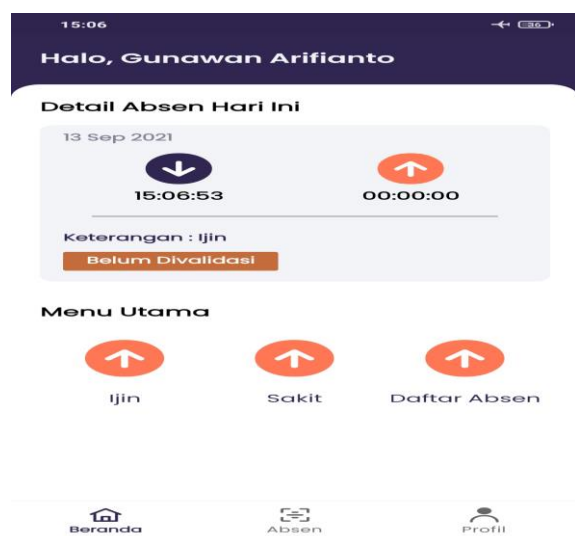 15:06
36
Halo, Gunawan Arifianto
Detail Absen Hari Ini
13 Sep 2021
15:06:53 00:00:00
Keterangan : Ijin
Belum Divalidasi
Menu Utama
Ijin Sakit Daftar Absen
Beranda Absen Profil